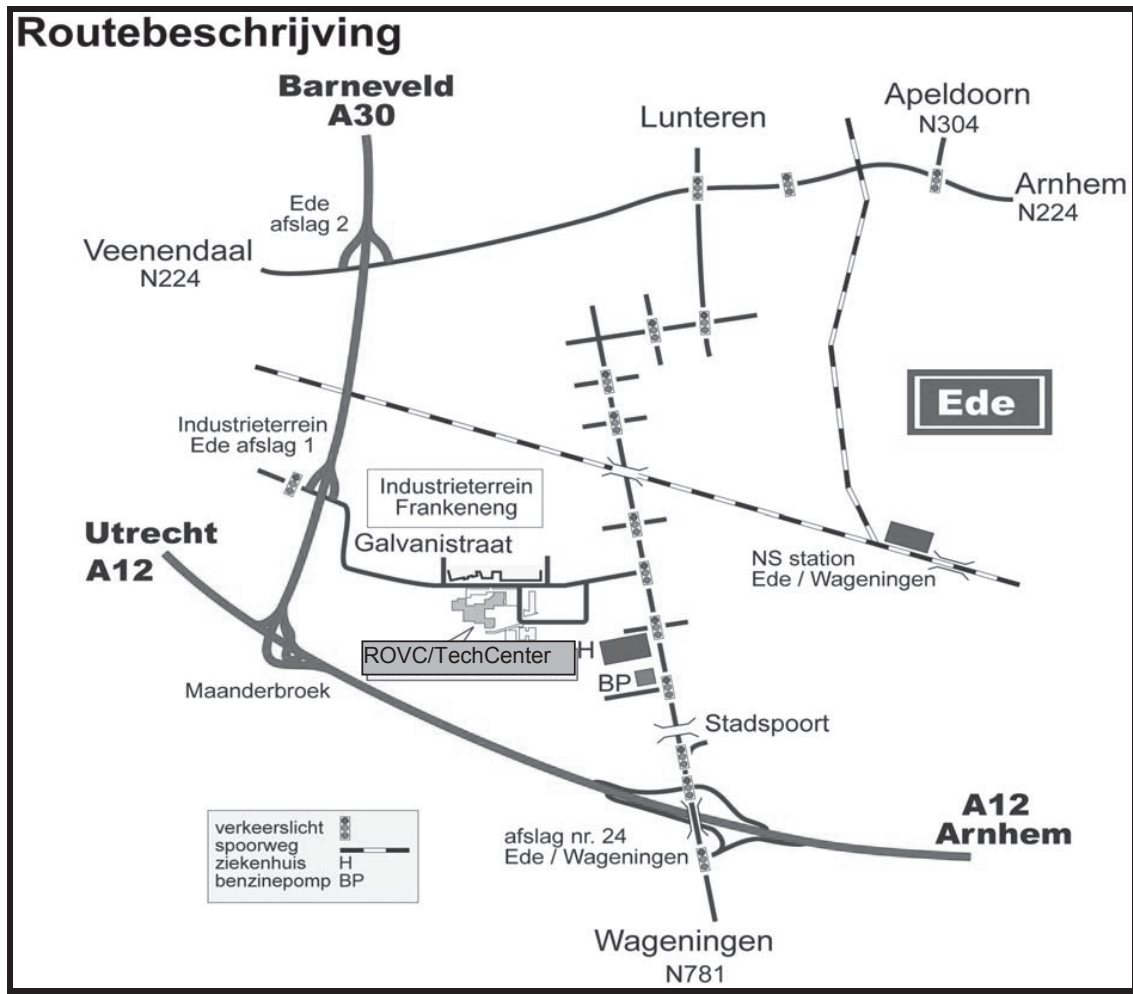 Routebeschrijving
Barneveld
A30
Lunteren
Apeldoorn
N304
Ede
afslag 2
Arnhem
N224
Veenendaal
N224
Ede
Industrieterrein
Ede afslag 1
Industrieterrein
Frankeneng
Utrecht
A12
Galvanistraat
NS station
Ede / Wageningen
ROVC/TechCenter
H
BP
Maanderbroek
Stadspoort
A12
Arnhem
afslag nr. 24
Ede / Wageningen
verkeerslicht
spoorweg
ziekenhuis H
benzinepomp BP
Wageningen
N781